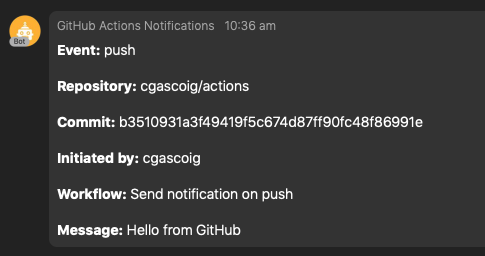 GitHub Actions Notifications 10:36 am
Bot
Event: push
Repository: cgascoig/actions
Commit: b3510931a3f49419f5c674d87ff90fc48f86991e
Initiated by: cgascoig
Workflow: Send notification on push
Message: Hello from GitHub